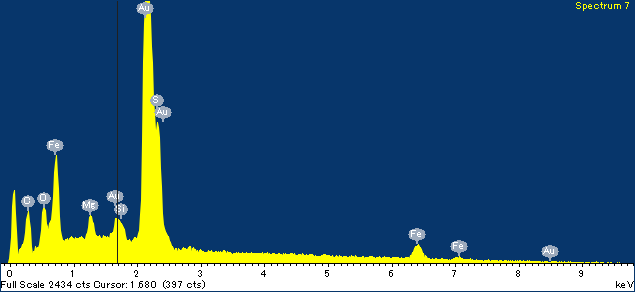 Spectrum 7
Au
S
Au
Fe
C
O
Mg
Au
Si
Fe
Fe
Au
0 1 2 3 4 5 6 7 8 9
Full Scale 2434 cts Cursor: 1.680 (397 cts) keV